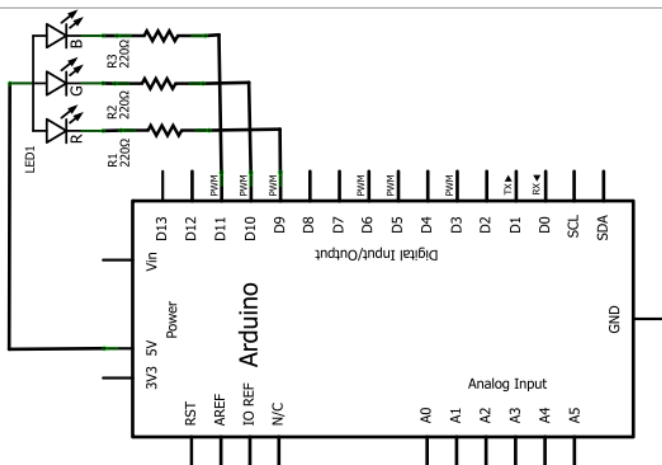 B
R3
220Ω
G
R2
220Ω
R
R1
220Ω
LED1
PWM
PWM
PWM
PWM
PWM
PWM
TX▶
RX◀
D13
D12
D11
D10
D9
D8
D7
D6
D5
D4
D3
D2
D1
D0
SCL
SDA
Digital Input/Output
Vin
Power
5V
3V3
Arduino
GND
Analog Input
RST
AREF
IO REF
N/C
A0
A1
A2
A3
A4
A5